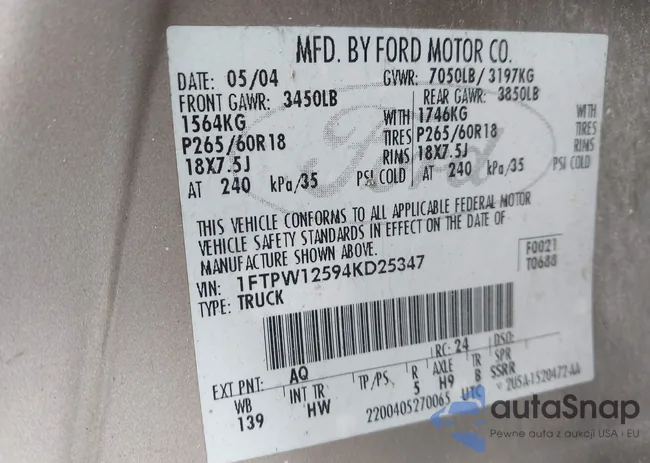 MFD. BY FORD MOTOR CO.
DATE: 05/04 GVWR: 7050LB/3197KG
FRONT GAWR: 3450LB REAR GAWR: 3850LB
1564KG WITH 1746KG WITH
P265/60R18 TIRES P265/60R18 TIRES
18X7.5J RIMS 18X7.5J RIMS
AT 240 kPa/35 PSI COLD AT 240 kPa/35 PSI COLD
Ford
THIS VEHICLE CONFORMS TO ALL APPLICABLE FEDERAL MOTOR
VEHICLE SAFETY STANDARDS IN EFFECT ON THE DATE OF
MANUFACTURE SHOWN ABOVE.
VIN: 1FTPW12594KD25347
TYPE: TRUCK
F0021
T0688
RC: 24 DSO:
EXT PNT: AQ
WB INT TR TP/PS R AXLE TR SPR
139 HW 5 H9 B SSRR
2200405270065 UTC
2U5A-1520472-AA
autaSnap
Pewne auta z aukcji USA i EU